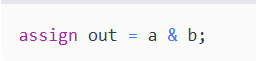 assign out = a & b;